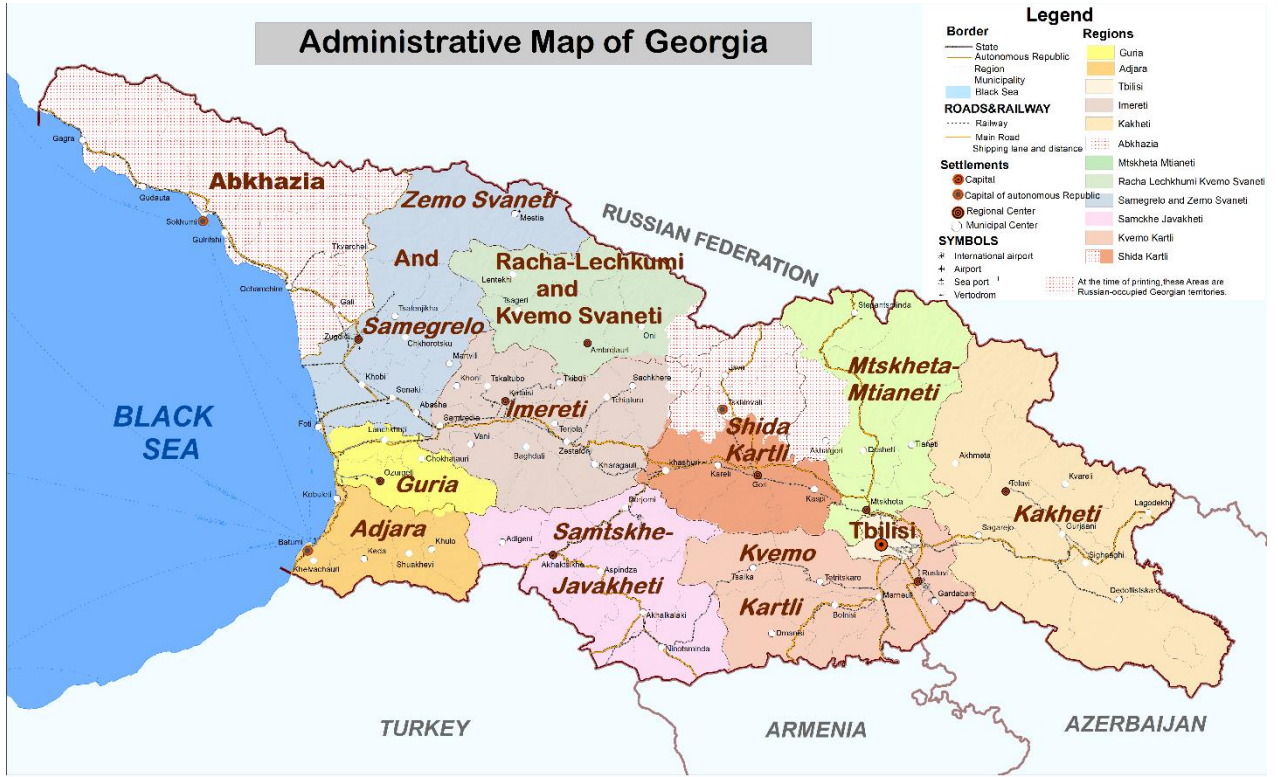 Administrative Map of Georgia
Legend
Border
State
Autonomous Republic
Region
Municipality
Black Sea
ROADS&RAILWAY
Railway
Main Road
Shipping lane and distance
Settlements
Capital
Capital of autonomous Republic
Regional Center
Municipal Center
SYMBOLS
International airport
Airport
Sea port
Vertodrom
Regions
Guria
Adjara
Tbilisi
Imereti
Kakheti
Abkhazia
Mtskheta Mtianeti
Racha Lechkhumi Kvemo Svaneti
Samegrelo and Zemo Svaneti
Samckhe Javakheti
Kvemo Kartli
Shida Kartli
At the time of printing,these Areas are
Russian-occupied Georgian territories.
Gagra
Abkhazia
Gudauta
Sokhumi
Gulripshi
Tkvarcheli
Ochamchire
Gali
Zemo Svaneti
Mestia
And
Samegrelo
Tsalenjikha
Zugdidi
Chkhorotsku
Martvili
Khobi
Senaki
Abasha
Foti
RUSSIAN FEDERATION
Racha-Lechkumi
and
Kvemo Svaneti
Lentekhi
Tsageri
Oni
Ambrolauri
Khoni
Tskaltubo
Tkibuli
Sachkhere
Kutaisi
Chiatura
Imereti
Samtredia
Terjola
Vani
Zestafon
Baghdati
Kharagauli
BLACK
SEA
Lanchkhuti
Chokhatauri
Ozurgeti
Guria
Kobuleti
Adjara
Batumi
Keda
Khulo
Shuakhevi
Khelvachauri
Java
Tskhinvali
Shida
Kartli
Akhalgori
Khashuri
Kareli
Gori
Kaspi
Stepantsminda
Mtskheta-
Mtianeti
Tianeti
Dusheti
Mtskheta
Tbilisi
Borjomi
Samtskhe-
Adigeni
Akhaltsikhe
Aspindza
Javakheti
Akhalkalaki
Ninotsminda
Kvemo
Tsalka
Tetritskaro
Rustavi
Kartli
Marneuli
Gardabani
Bolnisi
Dmanisi
Akhmeta
Telavi
Kvareli
Lagodekhi
Kakheti
Gurjaani
Sagarejo
Sighnaghi
Dedoflistskaro
TURKEY
ARMENIA
AZERBAIJAN